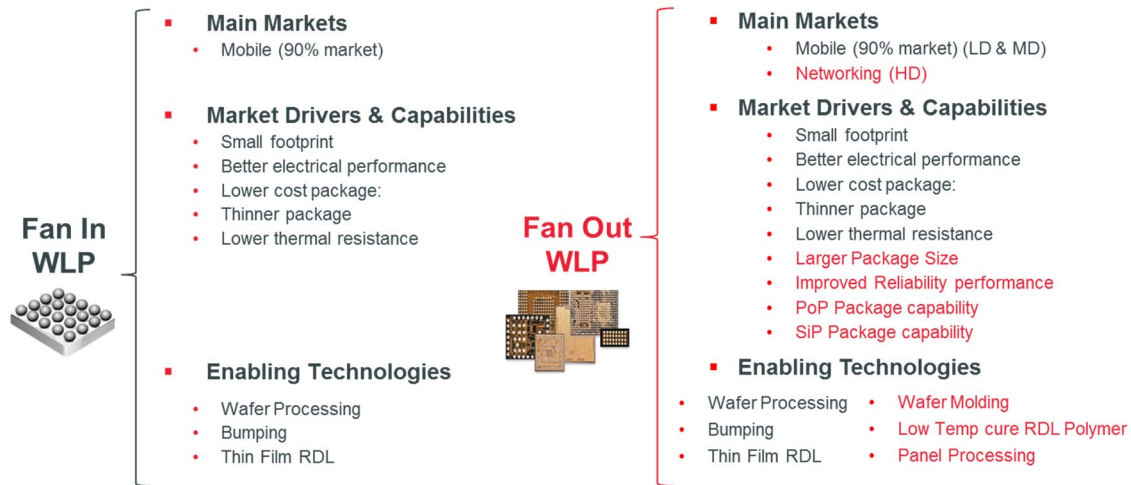 Fan In
WLP
Main Markets
Mobile (90% market)
Market Drivers & Capabilities
Small footprint
Better electrical performance
Lower cost package:
Thinner package
Lower thermal resistance
Enabling Technologies
Wafer Processing
Bumping
Thin Film RDL
Fan Out
WLP
Main Markets
Mobile (90% market) (LD & MD)
Networking (HD)
Market Drivers & Capabilities
Small footprint
Better electrical performance
Lower cost package:
Thinner package
Lower thermal resistance
Larger Package Size
Improved Reliability performance
PoP Package capability
SiP Package capability
Enabling Technologies
Wafer Processing
Bumping
Thin Film RDL
Wafer Molding
Low Temp cure RDL Polymer
Panel Processing